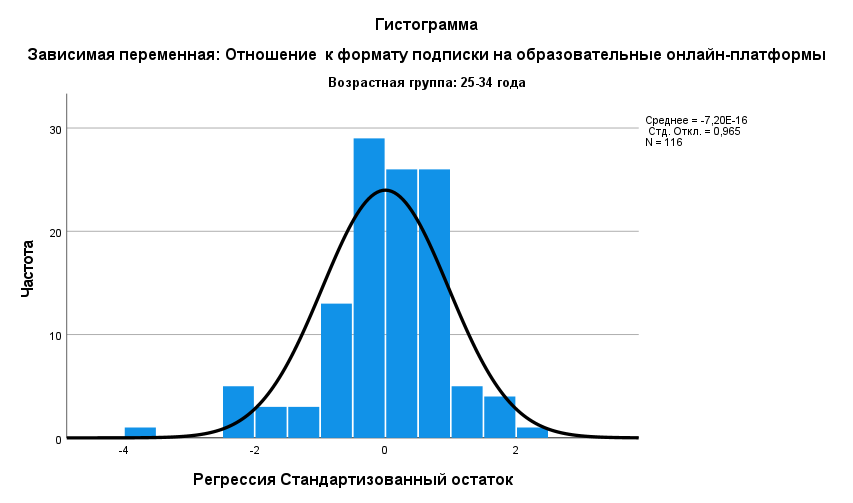 Гистограмма
Зависимая переменная: Отношение к формату подписки на образовательные онлайн-платформы
Возрастная группа: 25-34 года
Среднее = -7,20E-16
Стд. Откл. = 0,965
N = 116
Частота
30
20
10
0
-4 -2 0 2
Регрессия Стандартизованный остаток